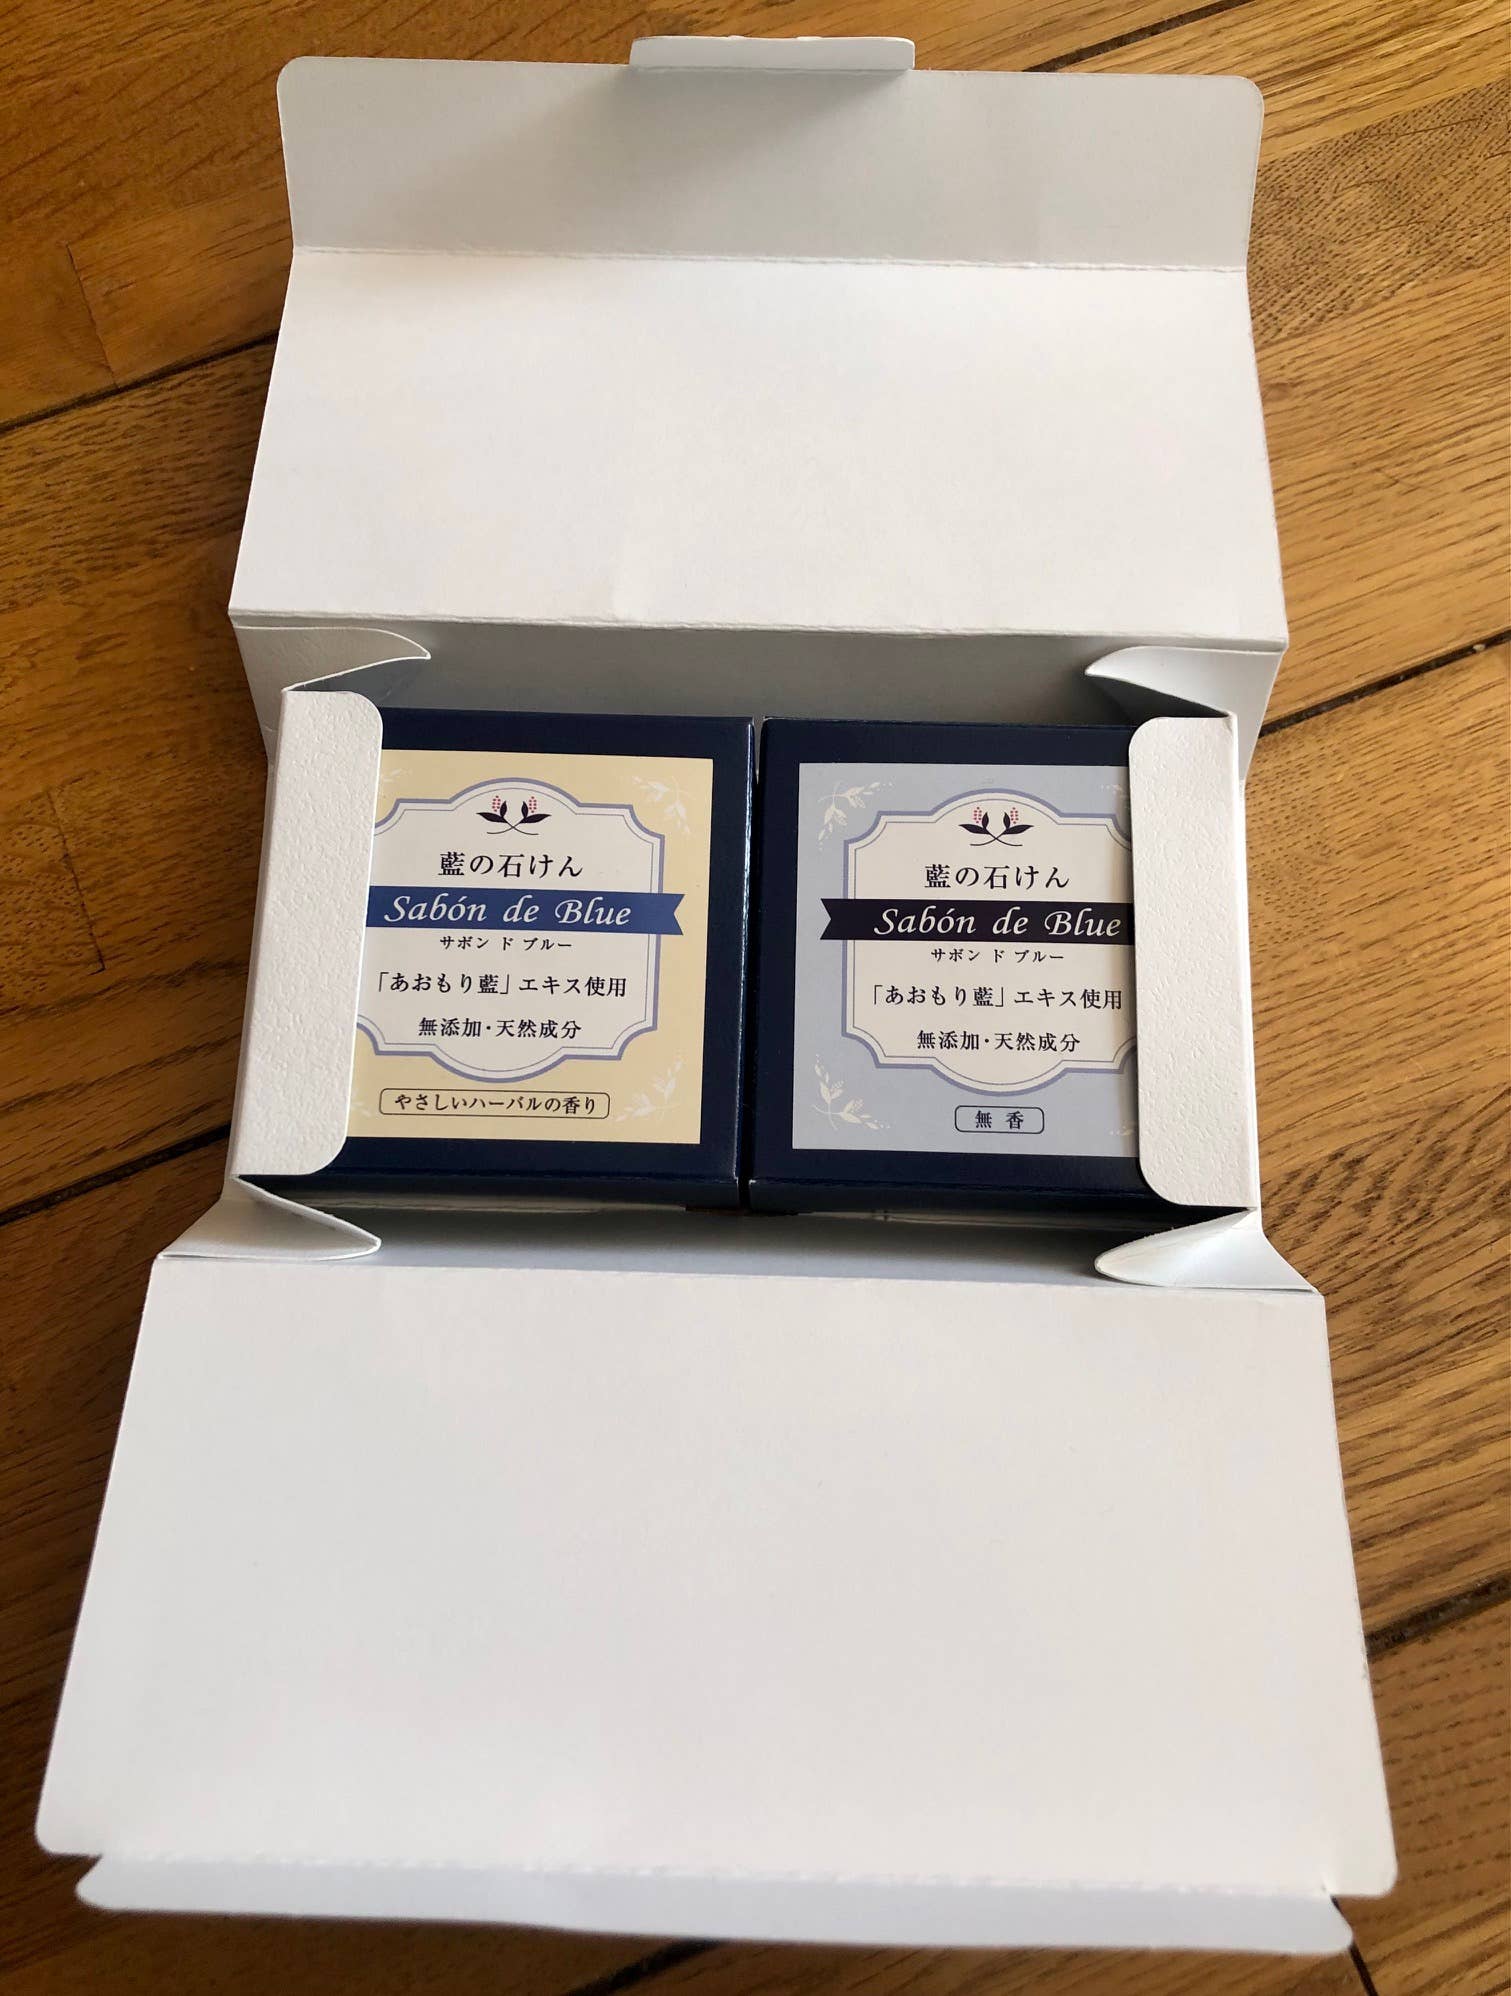 藍の石けん
Sabón de Blue
サボン ド ブルー
「あおもり藍」エキス使用
無添加・天然成分
やさしいハーバルの香り
藍の石けん
Sabón de Blue
サボン ド ブルー
「あおもり藍」エキス使用
無添加・天然成分
無 香